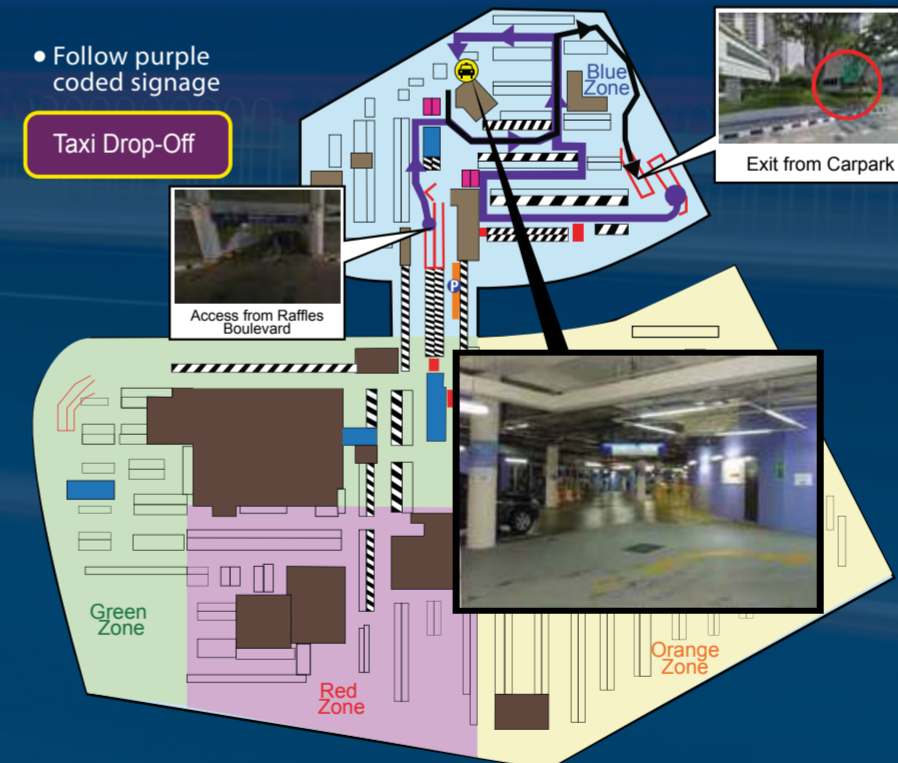 • Follow purple
coded signage
Taxi Drop-Off
Blue
Zone
Exit from Carpark
Access from Raffles
Boulevard
P
Green
Zone
Red
Zone
Orange
Zone